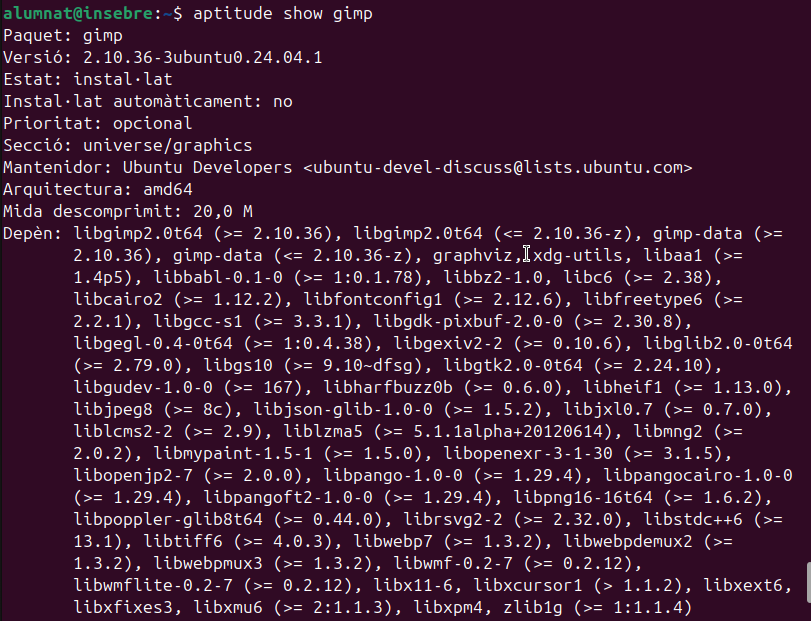 alumnat@insebre:~$ aptitude show gimp
Paquet: gimp
Versió: 2.10.36-3ubuntu0.24.04.1
Estat: instal·lat
Instal·lat automàticament: no
Prioritat: opcional
Secció: universe/graphics
Mantenidor: Ubuntu Developers <ubuntu-devel-discuss@lists.ubuntu.com>
Arquitectura: amd64
Mida descomprimit: 20,0 M
Depèn: libgimp2.0t64 (>= 2.10.36), libgimp2.0t64 (<= 2.10.36-z), gimp-data (>=
2.10.36), gimp-data (<= 2.10.36-z), graphviz, xdg-utils, libaa1 (>=
1.4p5), libbabl-0.1-0 (>= 1:0.1.78), libbz2-1.0, libc6 (>= 2.38),
libcairo2 (>= 1.12.2), libfontconfig1 (>= 2.12.6), libfreetype6 (>=
2.2.1), libgcc-s1 (>= 3.3.1), libgdk-pixbuf-2.0-0 (>= 2.30.8),
libgegl-0.4-0t64 (>= 1:0.4.38), libgexiv2-2 (>= 0.10.6), libglib2.0-0t64
(>= 2.79.0), libgs10 (>= 9.10~dfsg), libgtk2.0-0t64 (>= 2.24.10),
libgudev-1.0-0 (>= 167), libharfbuzz0b (>= 0.6.0), libheif1 (>= 1.13.0),
libjpeg8 (>= 8c), libjson-glib-1.0-0 (>= 1.5.2), libjxl0.7 (>= 0.7.0),
liblcms2-2 (>= 2.9), liblzma5 (>= 5.1.1alpha+20120614), libmng2 (>=
2.0.2), libmypaint-1.5-1 (>= 1.5.0), libopenexr-3-1-30 (>= 3.1.5),
libopenjp2-7 (>= 2.0.0), libpango-1.0-0 (>= 1.29.4), libpangocairo-1.0-0
(>= 1.29.4), libpangoft2-1.0-0 (>= 1.29.4), libpng16-16t64 (>= 1.6.2),
libpoppler-glib8t64 (>= 0.44.0), librsvg2-2 (>= 2.32.0), libstdc++6 (>=
13.1), libtiff6 (>= 4.0.3), libwebp7 (>= 1.3.2), libwebpdemux2 (>=
1.3.2), libwebpmux3 (>= 1.3.2), libwmf-0.2-7 (>= 0.2.12),
libwmflite-0.2-7 (>= 0.2.12), libx11-6, libxcursor1 (> 1.1.2), libxext6,
libxfixes3, libxmu6 (>= 2:1.1.3), libxpm4, zlib1g (>= 1:1.1.4)